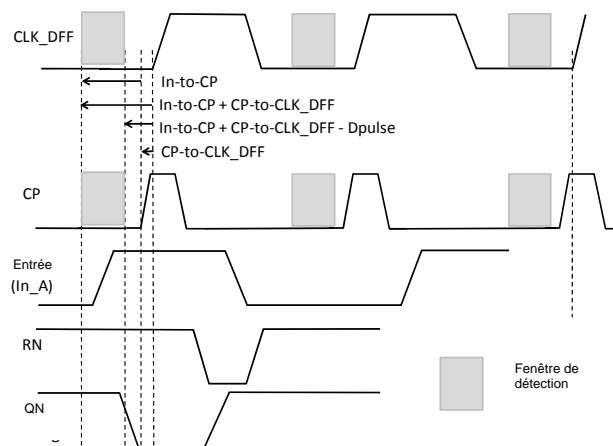 CLK_DFF
In-to-CP
In-to-CP + CP-to-CLK_DFF
In-to-CP + CP-to-CLK_DFF - Dpulse
CP-to-CLK_DFF
CP
Entrée
(In_A)
RN
Fenêtre de
détection
QN